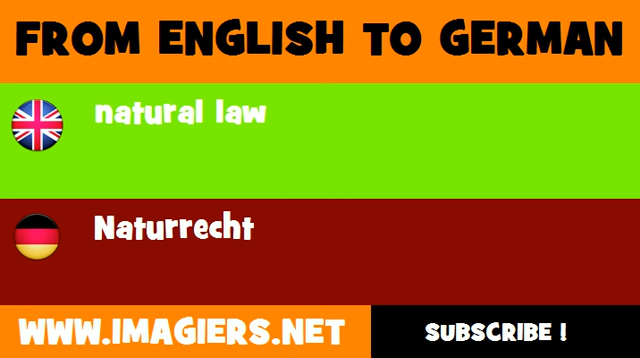 FROM ENGLISH TO GERMAN
natural law
Naturrecht
WWW.IMAGIERS.NET
SUBSCRIBE !